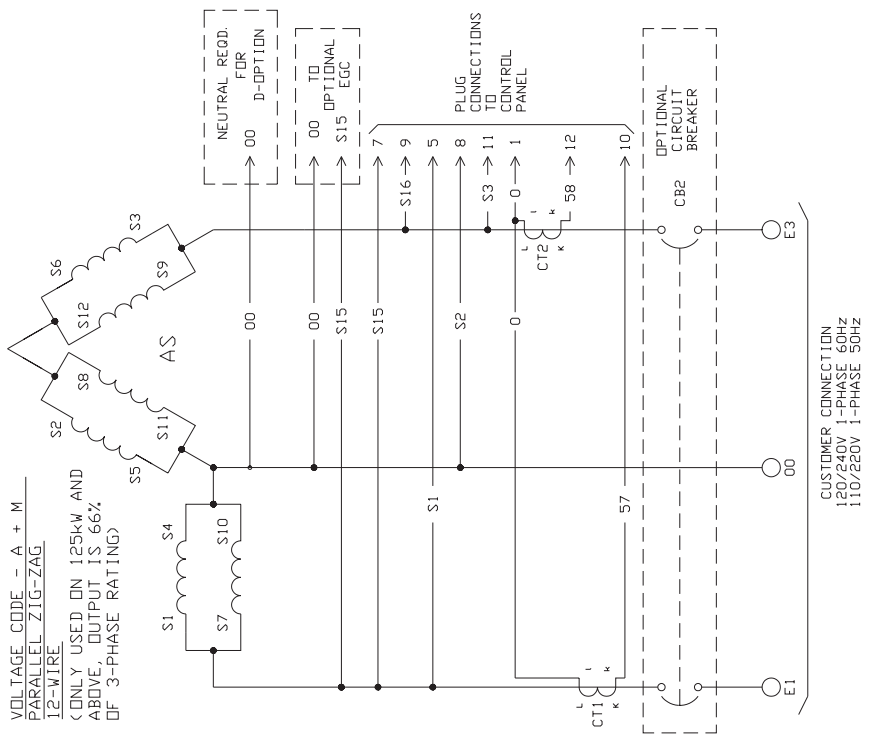 VOLTAGE CODE - A + M
PARALLEL ZIG-ZAG
12-WIRE
(ONLY USED ON 125kW AND
ABOVE, OUTPUT IS 66%
OF 3-PHASE RATING)
S1
S4
S7
S10
S2
S5
S8
S11
AS
S6
S3
S12
S9
NEUTRAL REQD.
FOR
D-OPTION
00
00
TO
OPTIONAL
EGC
00
S15
00
S15
PLUG
CONNECTIONS
TO
CONTROL
PANEL
7
9
5
8
11
1
12
10
S15
S16
S1
S2
S3
0
0
58
57
CT2
L
l
K
k
CT1
L
l
K
k
OPTIONAL
CIRCUIT
BREAKER
CB2
E1
00
E3
CUSTOMER CONNECTION
120/240V 1-PHASE 60Hz
110/220V 1-PHASE 50Hz